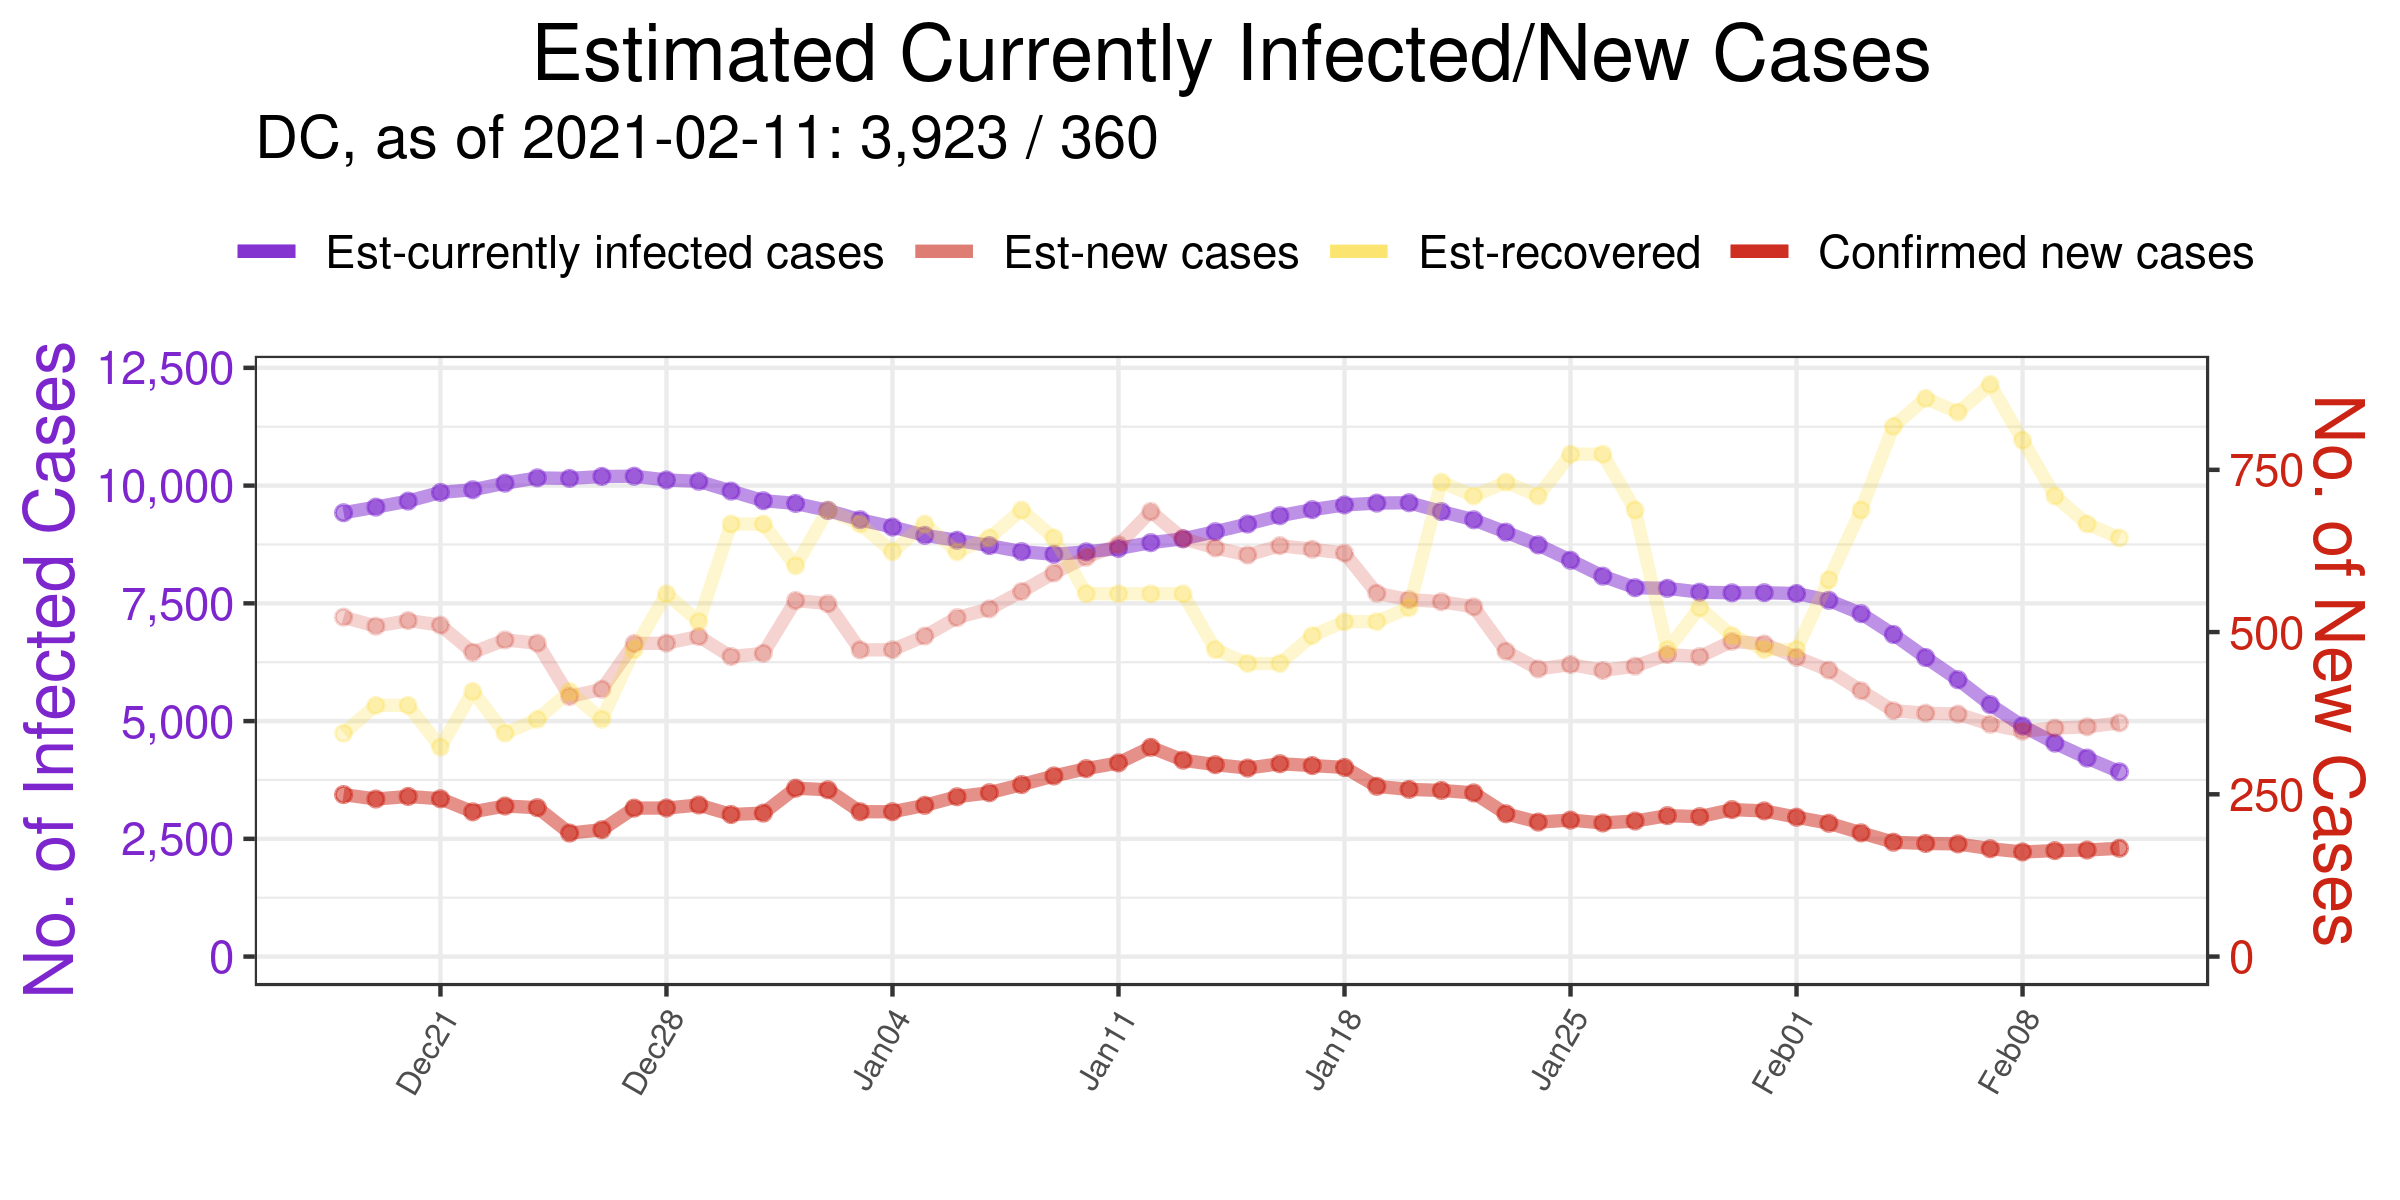 Estimated Currently Infected/New Cases
DC, as of 2021-02-11: 3,923 / 360
Est-currently infected cases Est-new cases Est-recovered Confirmed new cases
No. of Infected Cases
12,500
10,000
7,500
5,000
2,500
0
750
500
250
0
No. of New Cases
Dec21
Dec28
Jan04
Jan11
Jan18
Jan25
Feb01
Feb08